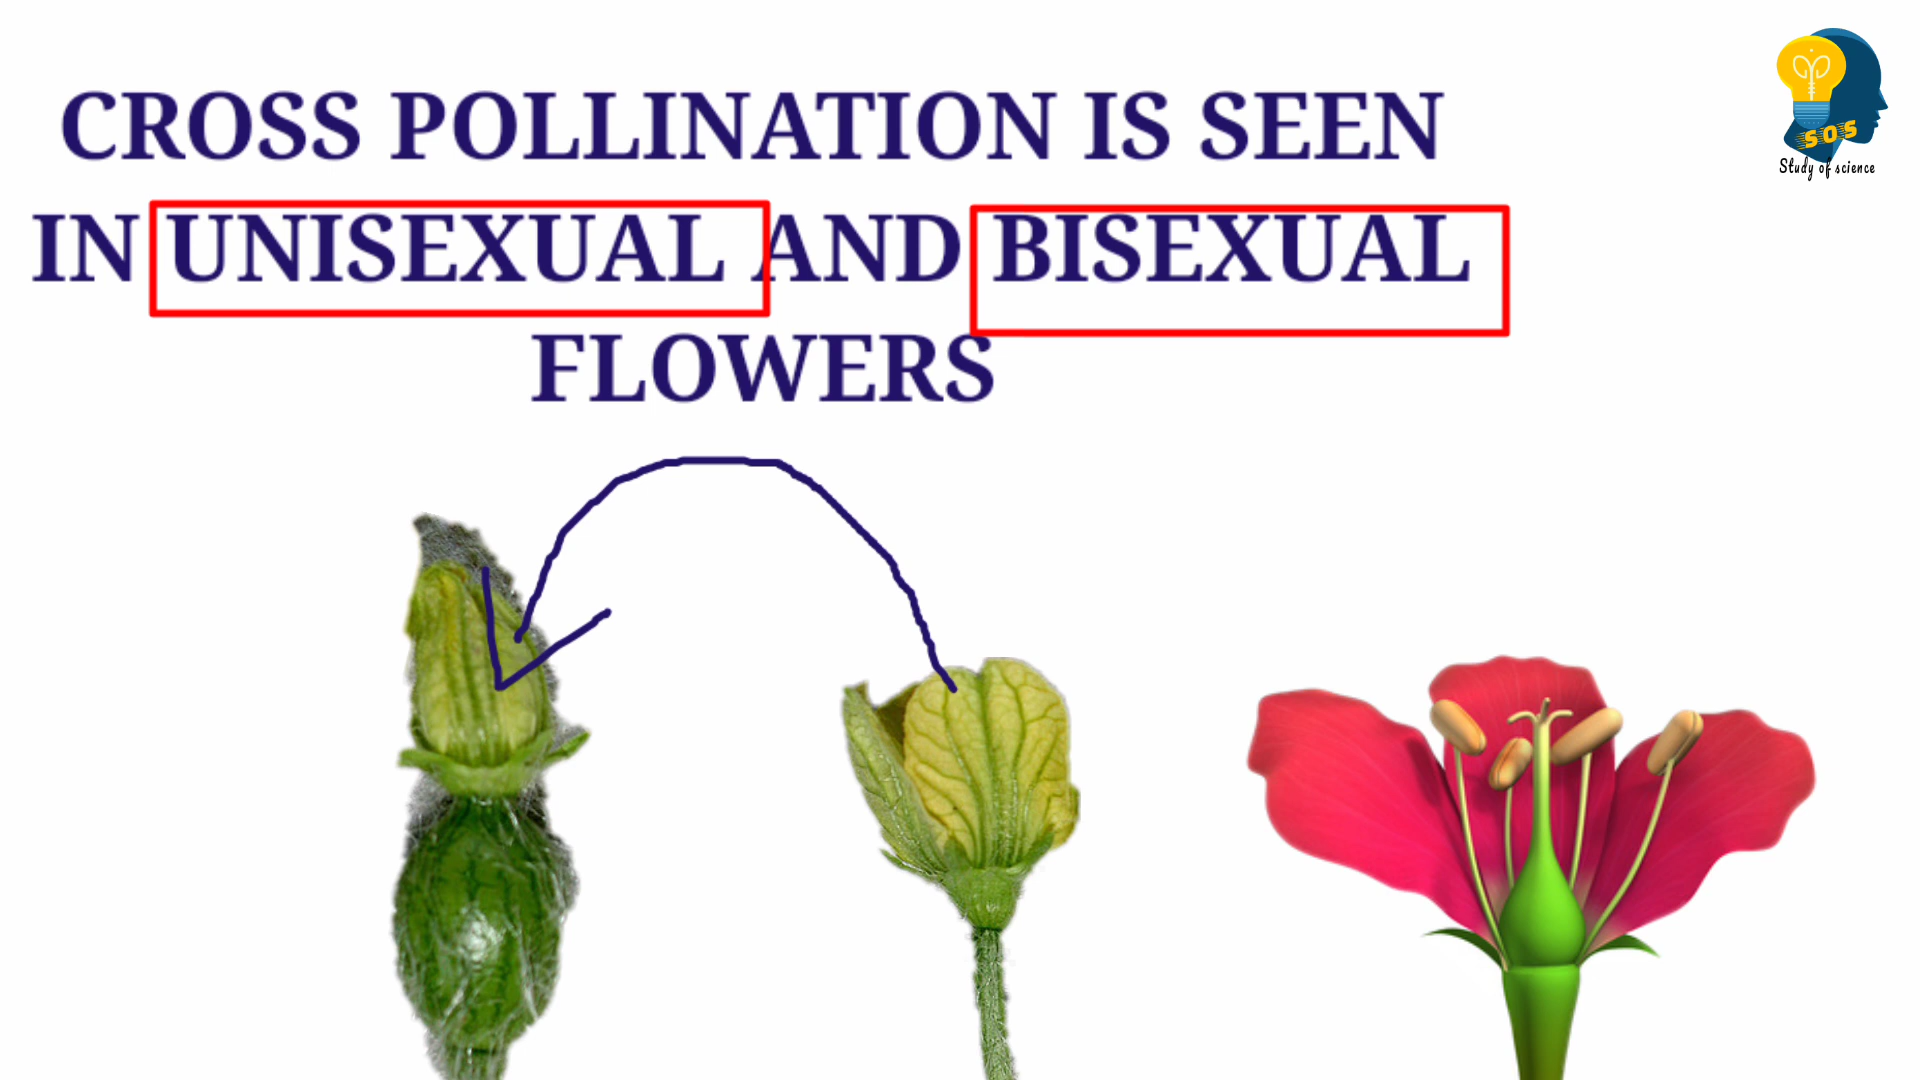 CROSS POLLINATION IS SEEN
IN UNISEXUAL AND BISEXUAL
FLOWERS
SOS
Study of science